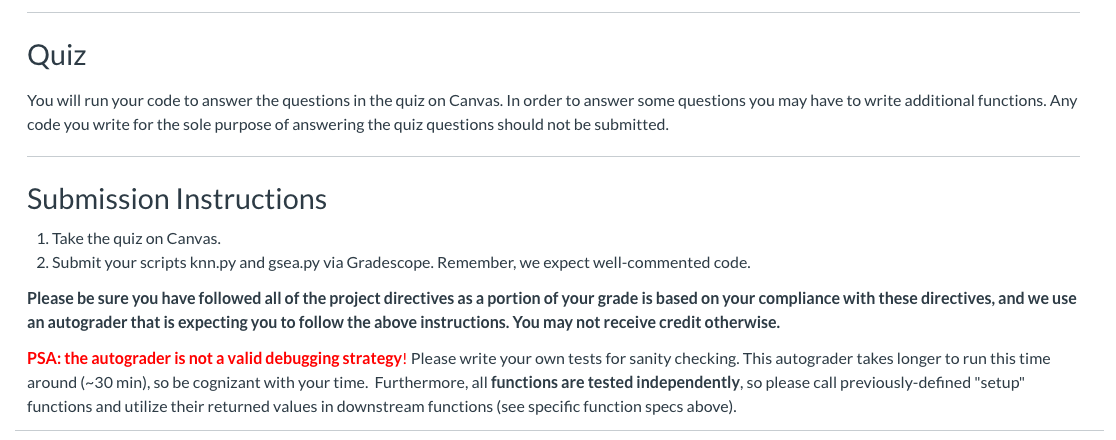 Quiz
You will run your code to answer the questions in the quiz on Canvas. In order to answer some questions you may have to write additional functions. Any
code you write for the sole purpose of answering the quiz questions should not be submitted.
Submission Instructions
1. Take the quiz on Canvas.
2. Submit your scripts knn.py and gsea.py via Gradescope. Remember, we expect well-commented code.
Please be sure you have followed all of the project directives as a portion of your grade is based on your compliance with these directives, and we use
an autograder that is expecting you to follow the above instructions. You may not receive credit otherwise.
PSA: the autograder is not a valid debugging strategy! Please write your own tests for sanity checking. This autograder takes longer to run this time
around (~30 min), so be cognizant with your time. Furthermore, all functions are tested independently, so please call previously-defined "setup"
functions and utilize their returned values in downstream functions (see specific function specs above).